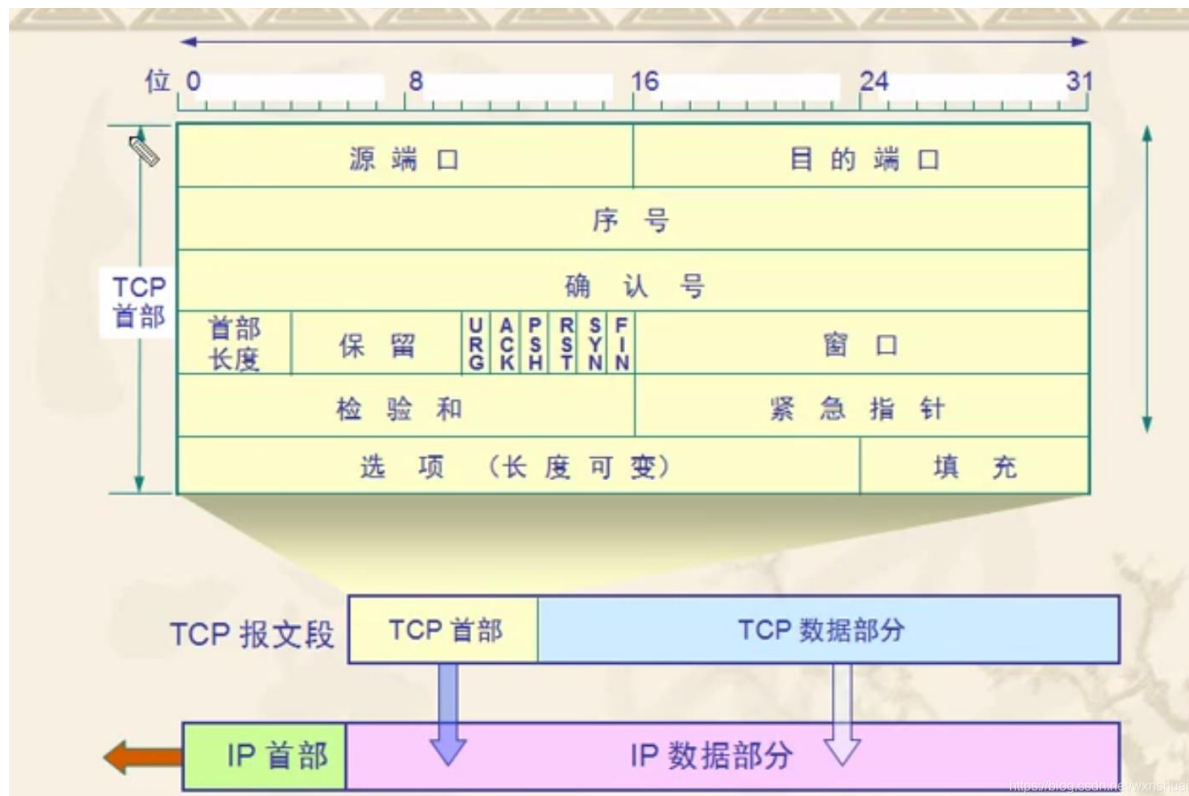 位 0 8 16 24 31
源端口 目的端口
序号
确认号
TCP
首部
首部
长度
保留 URG ACK PSH RST SYN FIN 窗口
检验和 紧急指针
选项（长度可变） 填充
TCP 报文段 TCP 首部 TCP 数据部分
IP 首部 IP 数据部分